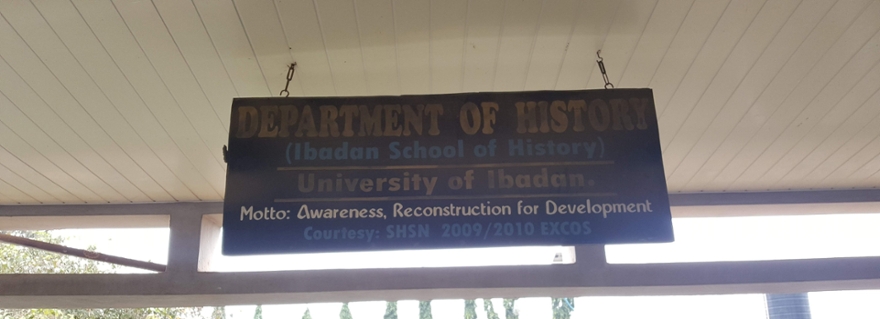 DEPARTMENT OF HISTORY
(Ibadan School of History)
University of Ibadan.
Motto: Awareness, Reconstruction for Development
Courtesy: SHSN 2009/2010 EXCOS